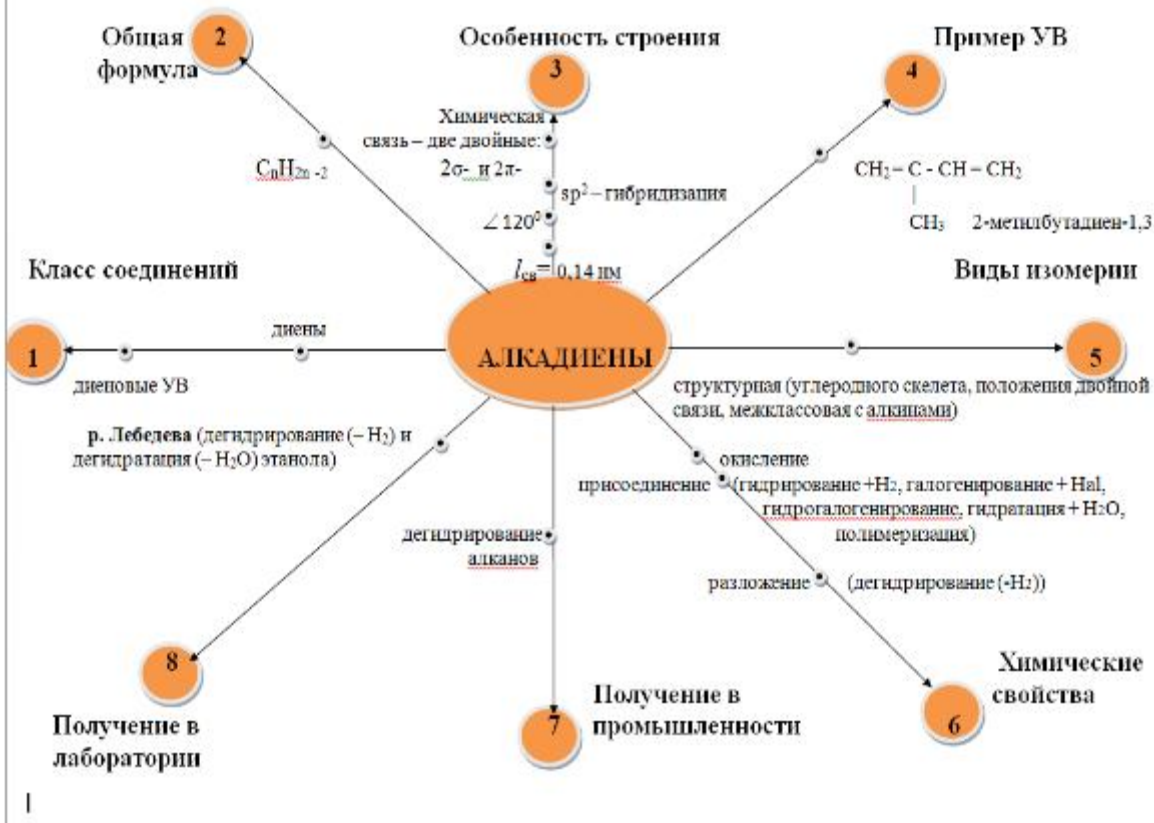 Общая
формула
2
Особенность строения
3
Пример УВ
4
Химическая
связь – две двойные:
2σ- и 2π-
sp² – гибридизация
∠120⁰
lсв= 0,14 нм
CnH2n -2
CH2 = C - CH = CH2
|
CH3 2-метилбутадиен-1,3
Класс соединений
1
диены
диеновые УВ
АЛКАДИЕНЫ
Виды изомерии
5
структурная (углеродного скелета, положения двойной
связи, межклассовая с алкинами)
р. Лебедева (дегидрирование (– H2) и
дегидратация (– H2O) этанола)
окисление
присоединение (гидрирование +H2, галогенирование + Hal,
гидрогалогенирование, гидратация + H2O,
полимеризация)
разложение (дегидрирование (-H2))
дегидрирование
алканов
8
Получение в
лаборатории
7
Получение в
промышленности
6
Химические
свойства